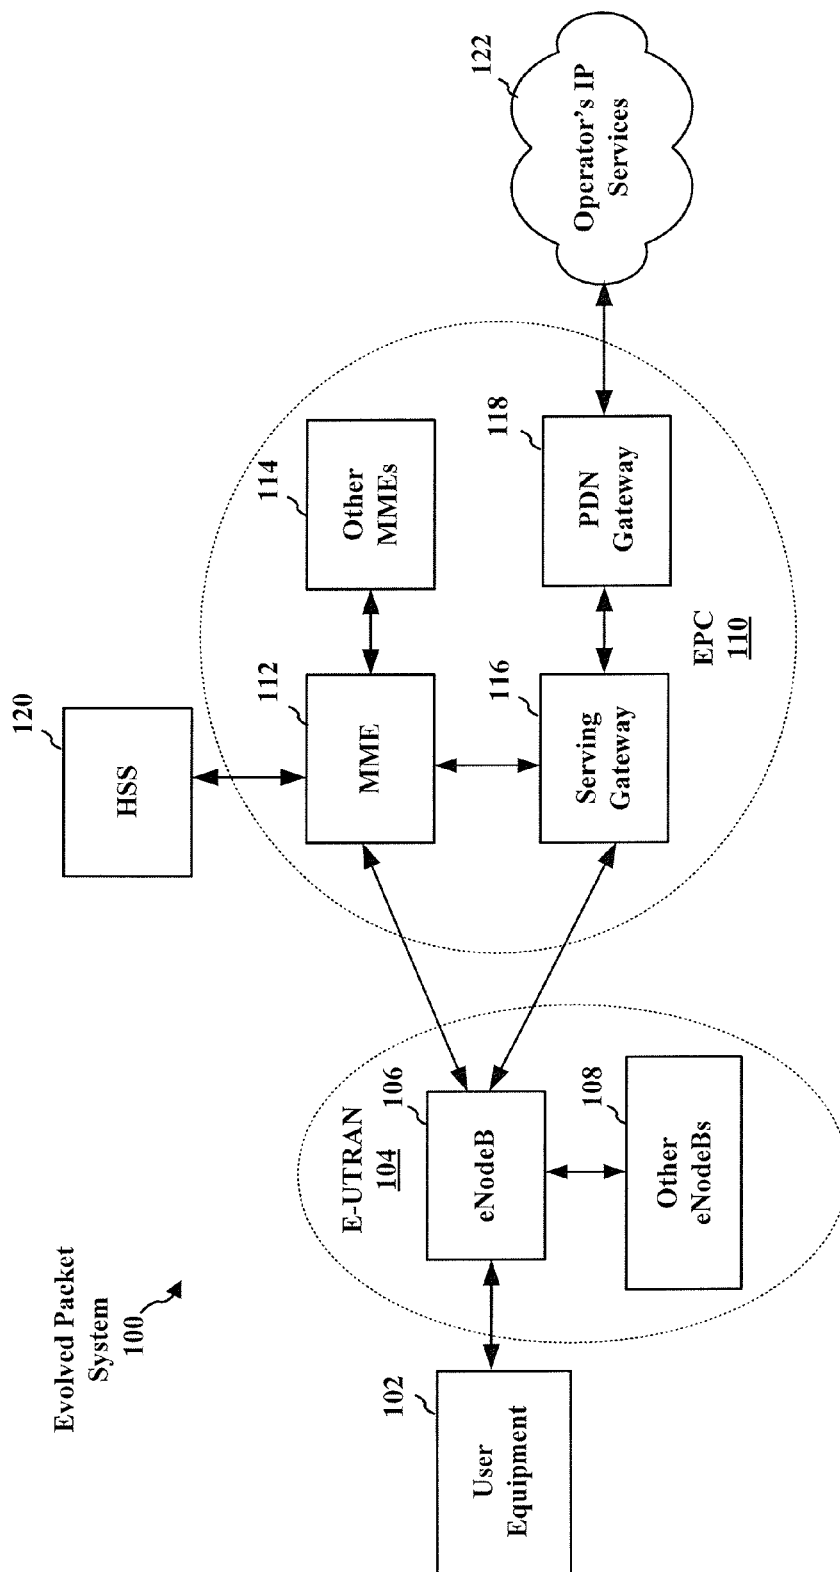 Evolved Packet
System
100
102
User
Equipment
E-UTRAN
104
106
eNodeB
108
Other
eNodeBs
120
HSS
112
MME
114
Other
MMEs
116
Serving
Gateway
118
PDN
Gateway
EPC
110
122
Operator's IP
Services